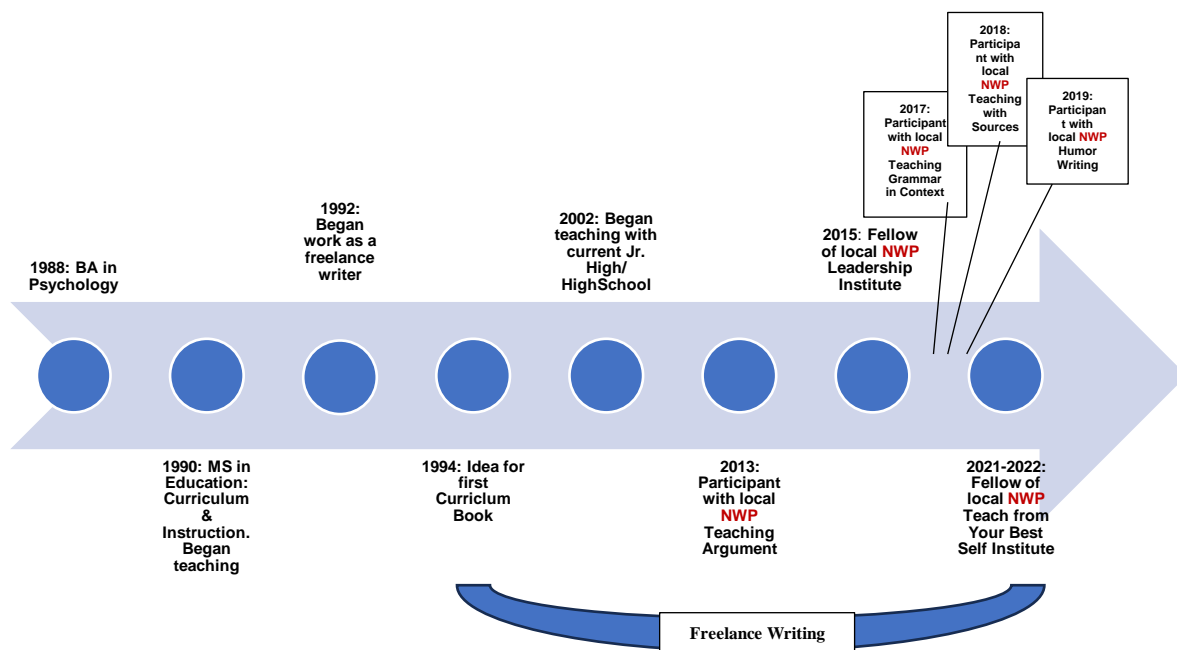 2018:
Participa
nt with
local
NWP
Teaching
with
Sources
2017:
Participant
with local
NWP
Teaching
Grammar
in Context
2019:
Participan
t with
local NWP
Humor
Writing
1988: BA in
Psychology
1992:
Began
work as a
freelance
writer
2002: Began
teaching with
current Jr.
High/
HighSchool
2015: Fellow
of local NWP
Leadership
Institute
1990: MS in
Education:
Curriculum
&
Instruction.
Began
teaching
1994: Idea for
first
Curriclum
Book
2013:
Participant
with local
NWP
Teaching
Argument
2021-2022:
Fellow of
local NWP
Teach from
Your Best
Self Institute
Freelance Writing